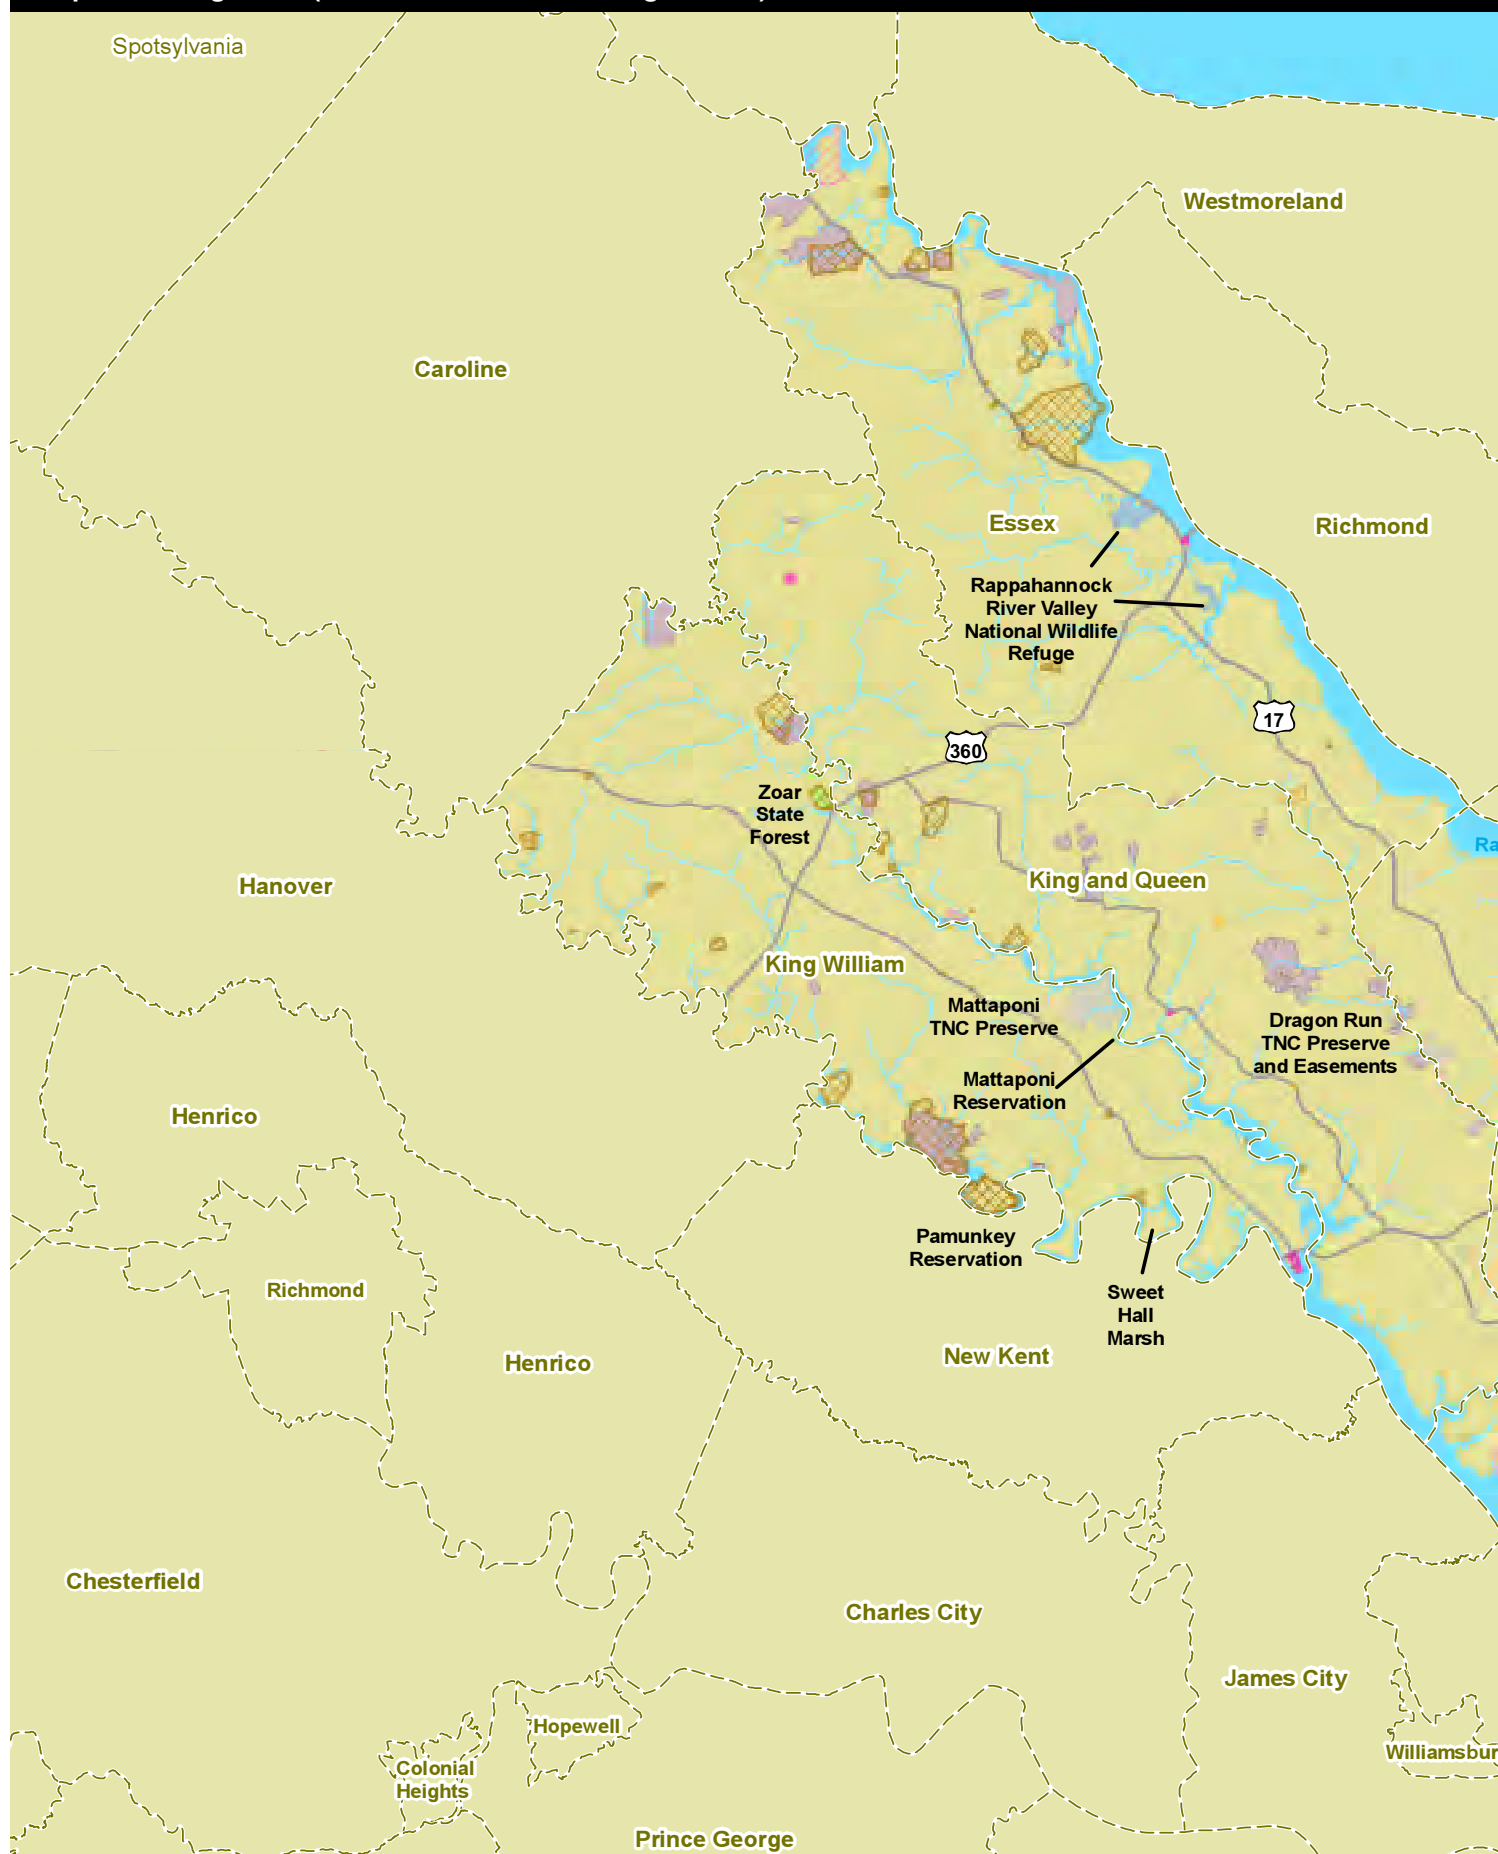 Spotsylvania
Westmoreland
Caroline
Essex
Richmond
Rappahannock
River Valley
National Wildlife
Refuge
17
360
Zoar
State
Forest
Ra
King and Queen
Hanover
King William
Mattaponi
TNC Preserve
Dragon Run
TNC Preserve
and Easements
Mattaponi
Reservation
Henrico
Pamunkey
Reservation
Richmond
Sweet
Hall
Marsh
New Kent
Henrico
Chesterfield
Charles City
James City
Hopewell
Williamsbur
Colonial
Heights
Prince George